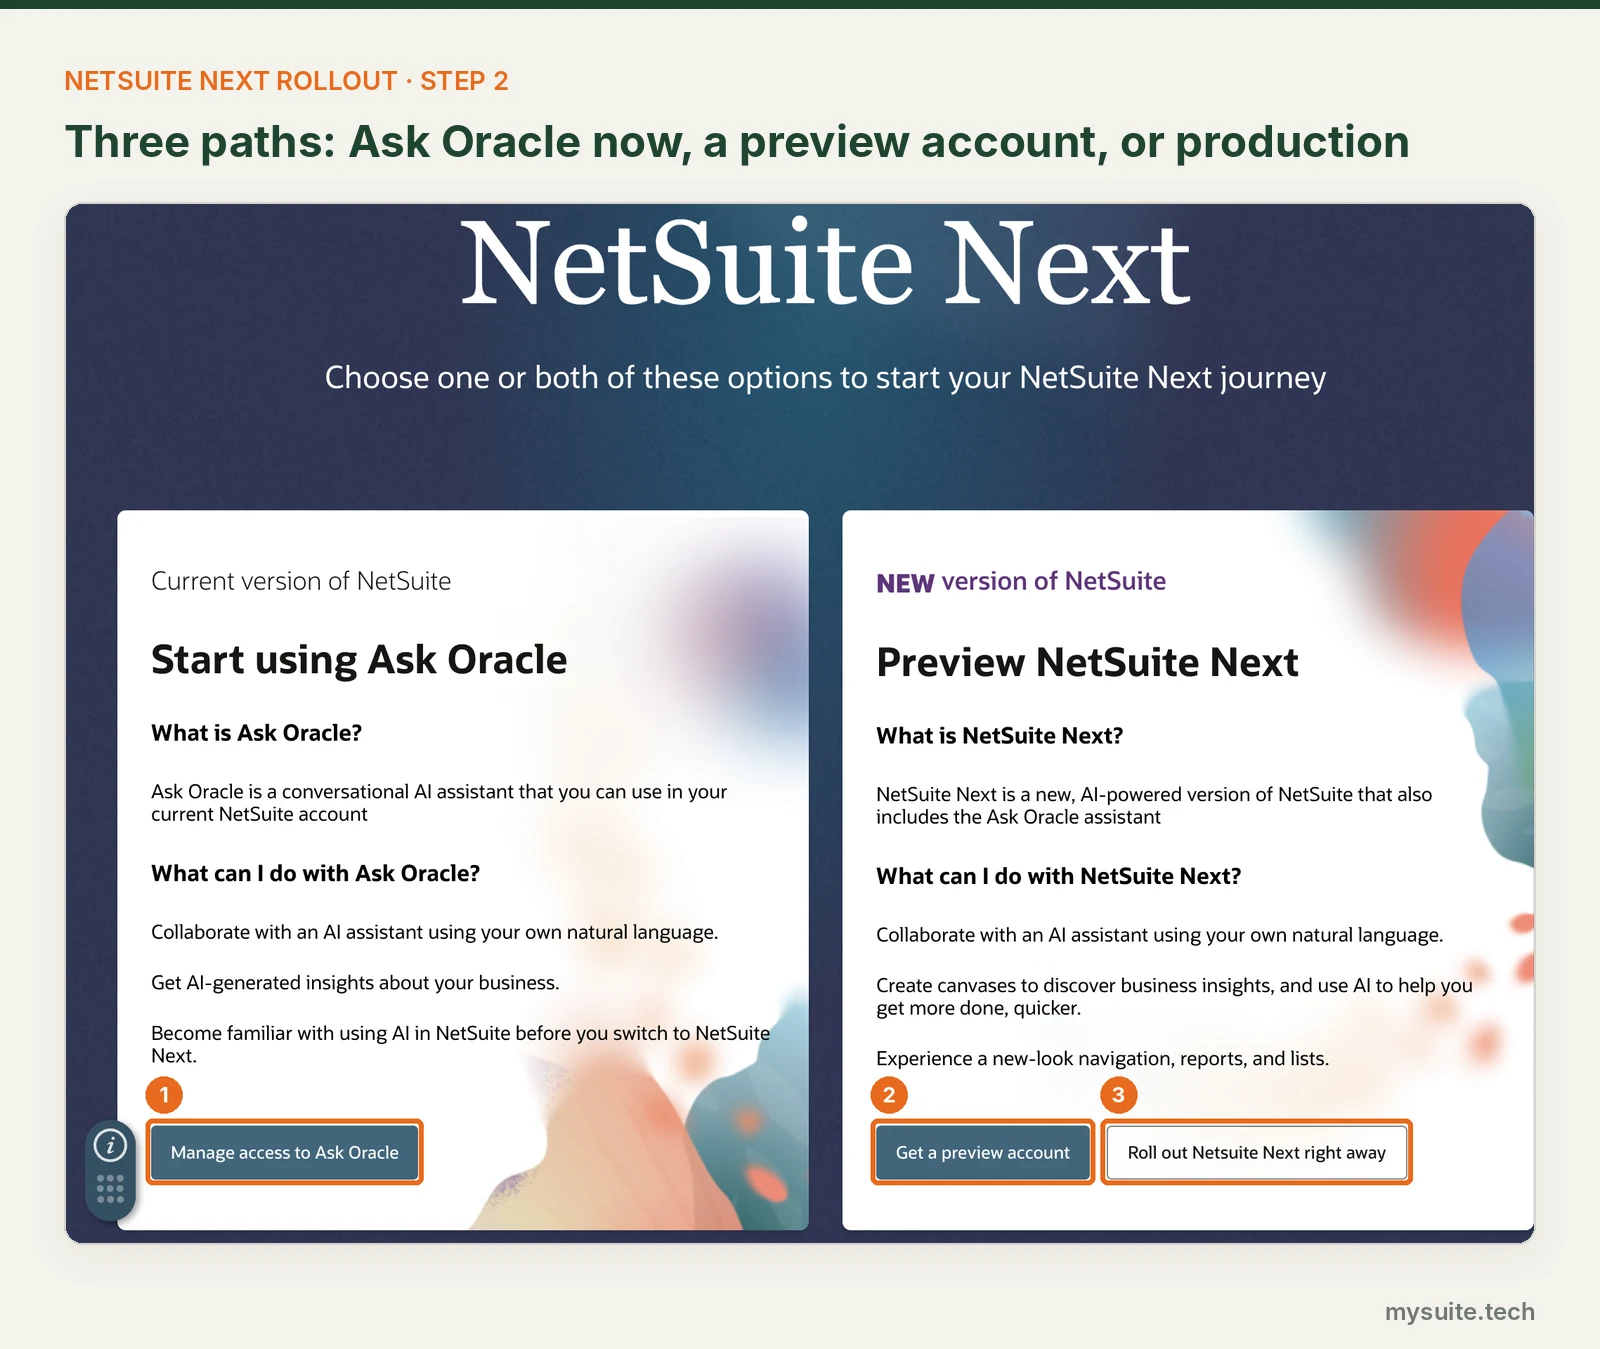 NETSUITE NEXT ROLLOUT · STEP 2
Three paths: Ask Oracle now, a preview account, or production
NetSuite Next
Choose one or both of these options to start your NetSuite Next journey
Current version of NetSuite
Start using Ask Oracle
What is Ask Oracle?
Ask Oracle is a conversational AI assistant that you can use in your
current NetSuite account
What can I do with Ask Oracle?
Collaborate with an AI assistant using your own natural language.
Get AI-generated insights about your business.
Become familiar with using AI in NetSuite before you switch to NetSuite
Next.
1
Manage access to Ask Oracle
i
NEW version of NetSuite
Preview NetSuite Next
What is NetSuite Next?
NetSuite Next is a new, AI-powered version of NetSuite that also
includes the Ask Oracle assistant
What can I do with NetSuite Next?
Collaborate with an AI assistant using your own natural language.
Create canvases to discover business insights, and use AI to help you
get more done, quicker.
Experience a new-look navigation, reports, and lists.
2
3
Get a preview account
Roll out Netsuite Next right away
mysuite.tech